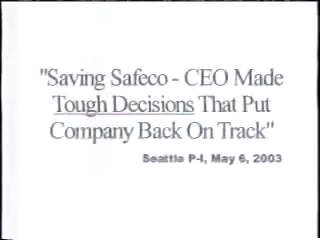 "Saving Safeco - CEO Made
Tough Decisions That Put
Company Back On Track"
Seattle P-I, May 6, 2003